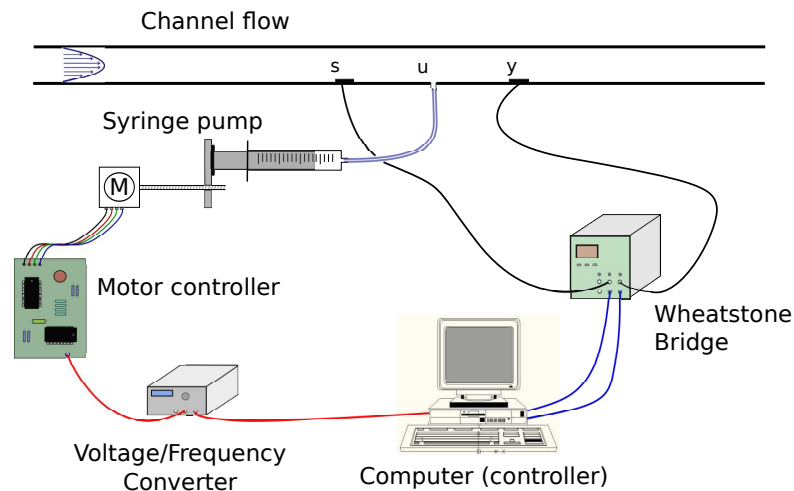 Channel flow
s
u
y
Syringe pump
M
Motor controller
Wheatstone
Bridge
Voltage/Frequency
Converter
Computer (controller)